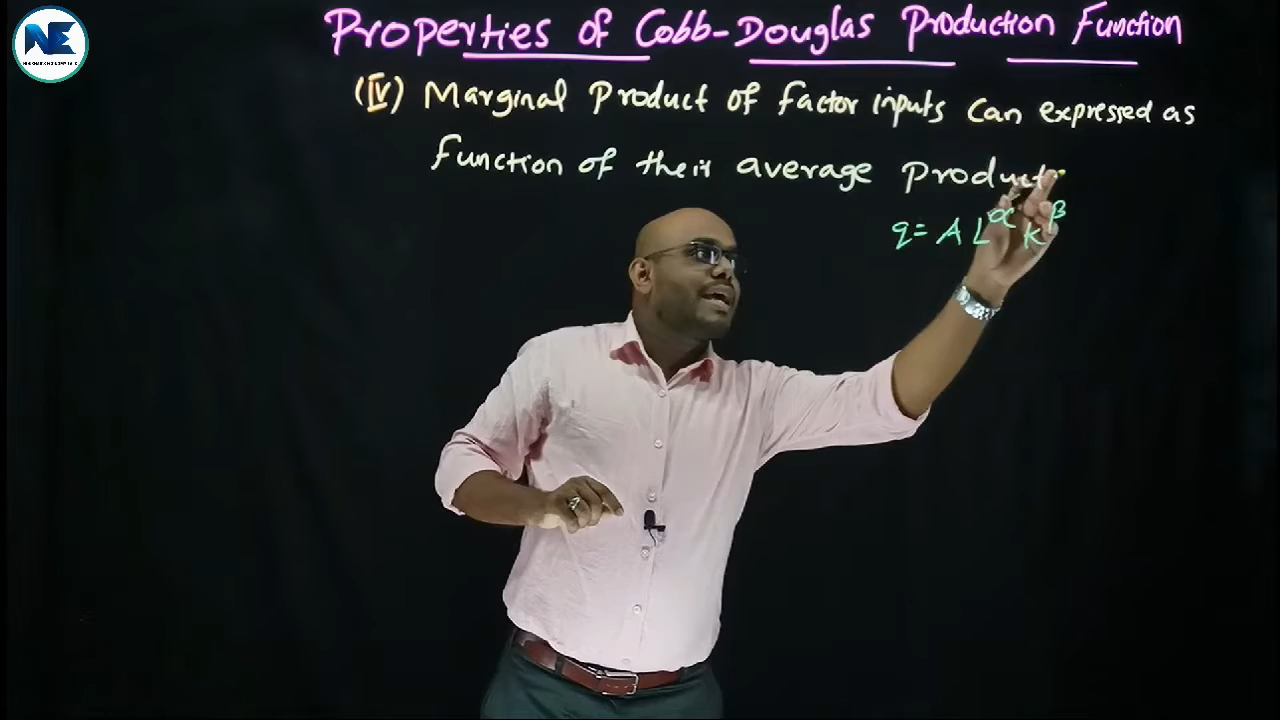 Properties of Cobb-Douglas Production Function
(IV) Marginal Product of factor inputs can expressed as
function of their average product
q = A L^α K^β
NE